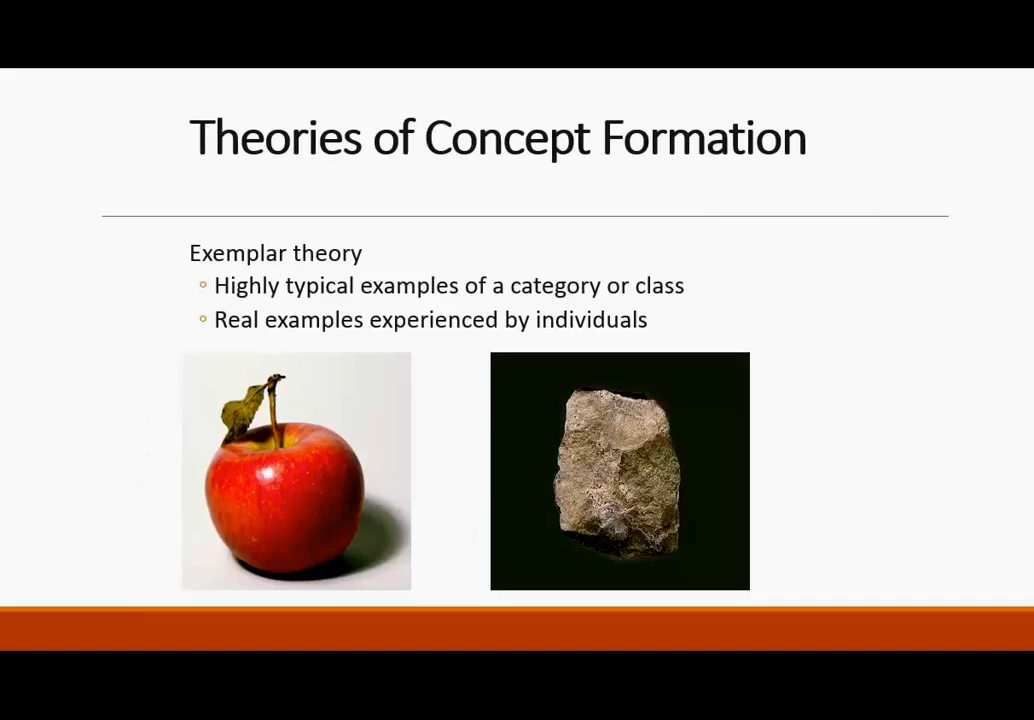 Theories of Concept Formation
Exemplar theory
Highly typical examples of a category or class
Real examples experienced by individuals